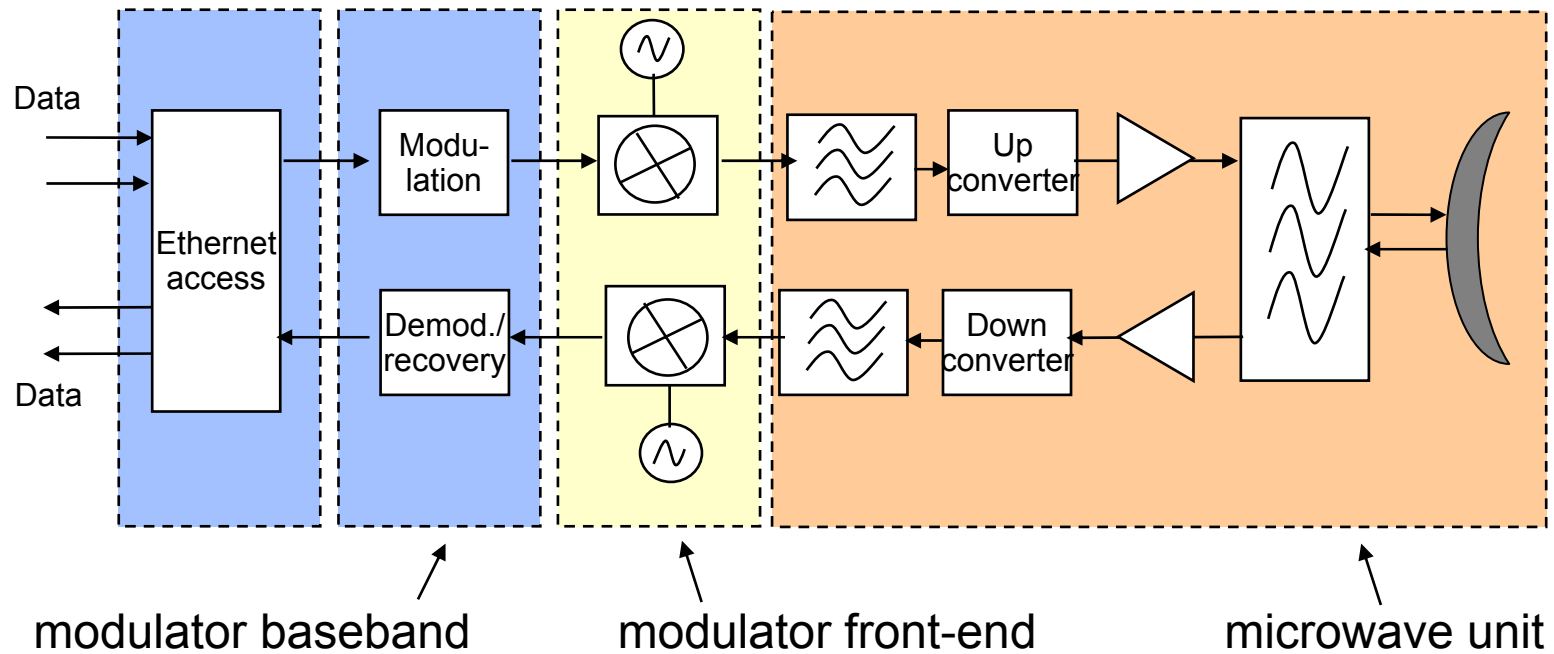 Data
Ethernet
access
Data
Modu-
lation
Demod./
recovery
Up
converter
Down
converter
modulator baseband
modulator front-end
microwave unit